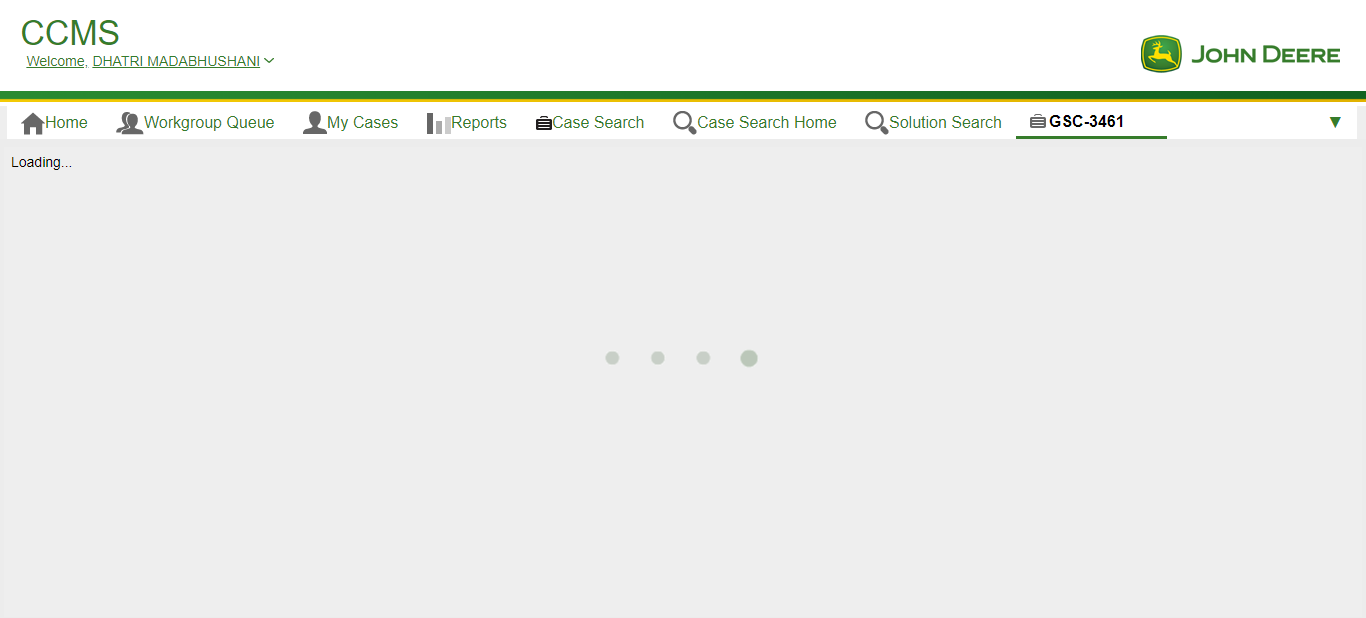 CCMS
Welcome, DHATRI MADABHUSHANI
JOHN DEERE
Home Workgroup Queue My Cases Reports Case Search Case Search Home Solution Search GSC-3461
Loading...